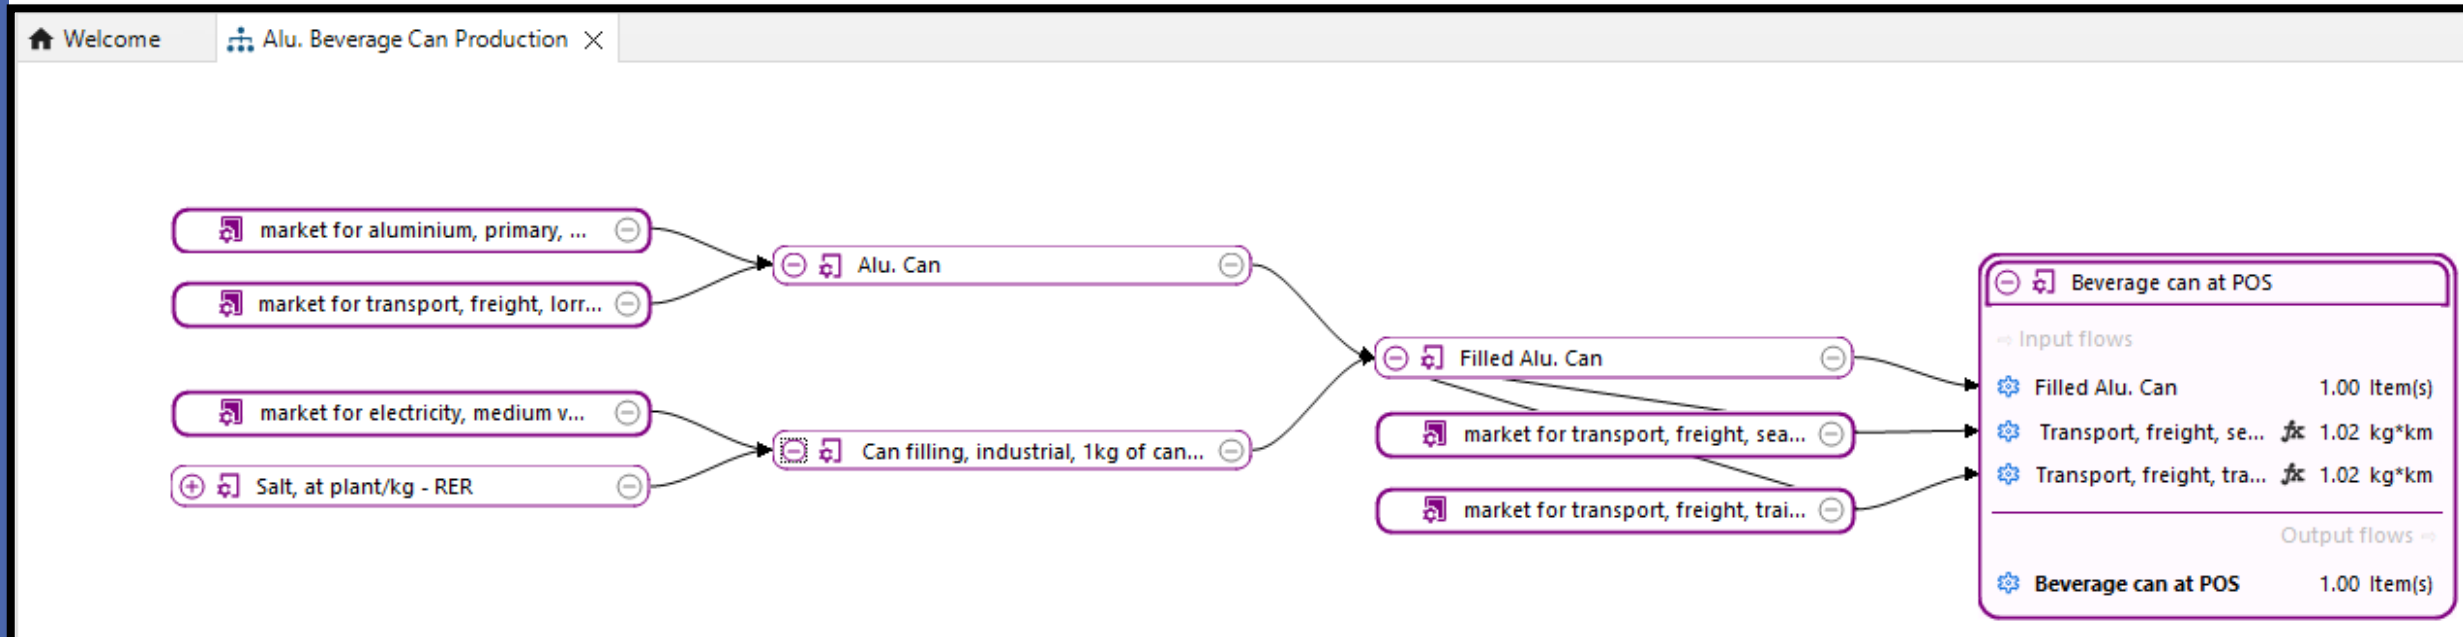 Welcome
Alu. Beverage Can Production
market for aluminium, primary, ...
market for transport, freight, lorr...
Alu. Can
market for electricity, medium v...
Salt, at plant/kg - RER
Can filling, industrial, 1kg of can...
Filled Alu. Can
market for transport, freight, sea...
market for transport, freight, trai...
Beverage can at POS
Input flows
Filled Alu. Can 1.00 Item(s)
Transport, freight, se... fx 1.02 kg*km
Transport, freight, tra... fx 1.02 kg*km
Output flows
Beverage can at POS 1.00 Item(s)